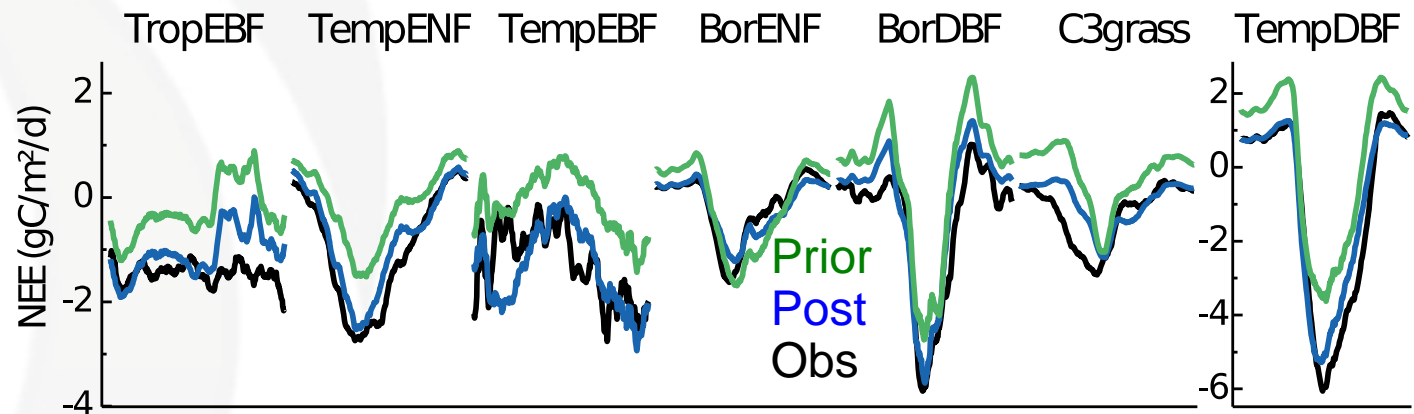 TropEBF TempENF TempEBF BorENF BorDBF C3grass TempDBF
NEE (gC/m²/d)
2
0
-2
-4
Prior
Post
Obs
2
0
-2
-4
-6